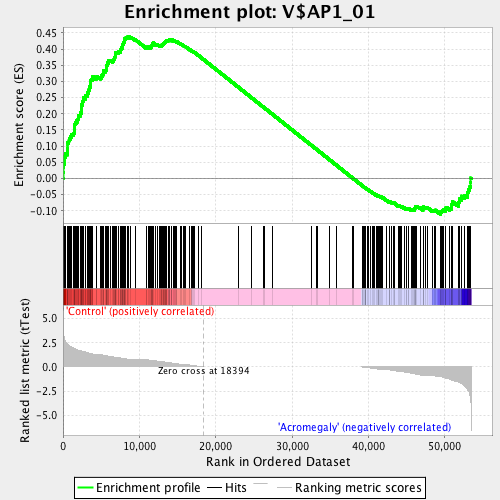 Enrichment plot: V$AP1_01
Enrichment score (ES)
0.45
0.40
0.35
0.30
0.25
0.20
0.15
0.10
0.05
0.00
-0.05
-0.10
Ranked list metric (tTest)
5.0
2.5
0.0
-2.5
-5.0
'Control' (positively correlated)
Zero cross at 18394
'Acromegaly' (negatively correlated)
0
10,000
20,000
30,000
40,000
50,000
Rank in Ordered Dataset
Enrichment profile
Hits
Ranking metric scores